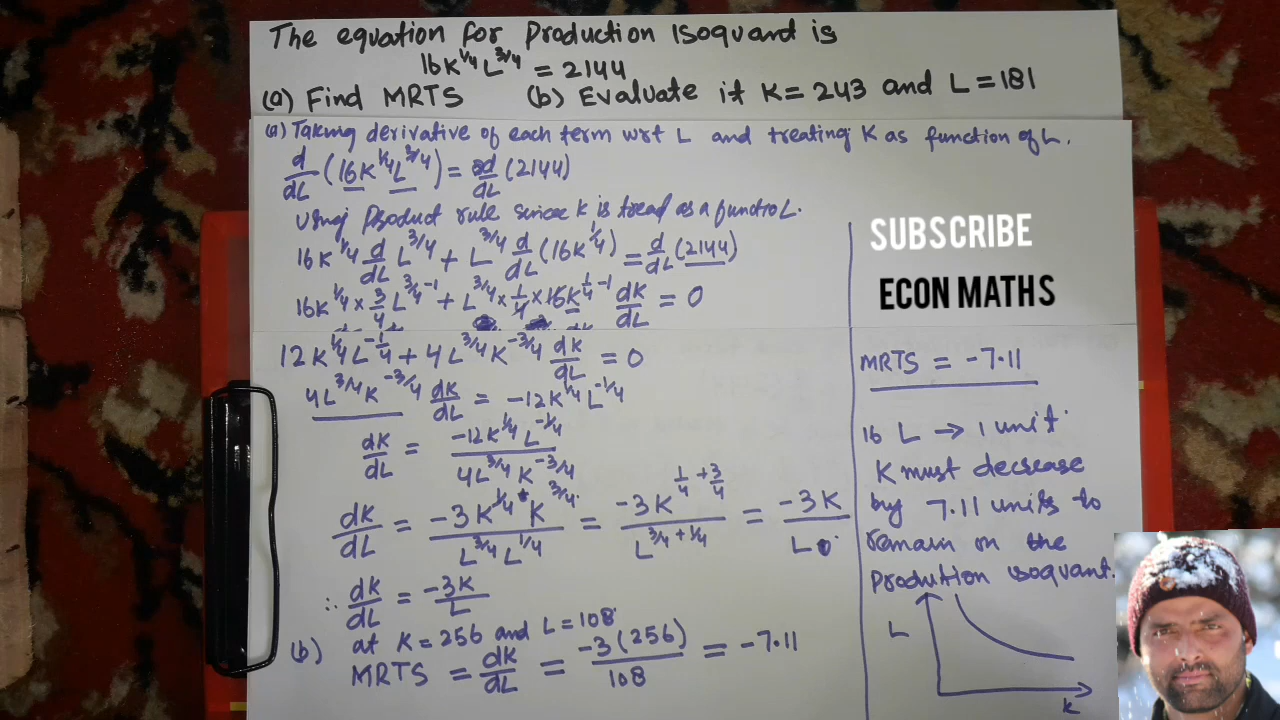 The equation for Production Isoquant is
16K^1/4 L^3/4 = 2144
(a) Find MRTS (b) Evaluate if K = 243 and L = 181
(a) Taking derivative of each term wrt L and treating K as function of L.
d/dL (16K^1/4 L^3/4) = d/dL (2144)
Using Product rule since K is tread as a functio L.
16K^1/4 d/dL L^3/4 + L^3/4 d/dL (16K^1/4) = d/dL (2144)
16K^1/4 × 3/4 L^3/4-1 + L^3/4 × 1/4 × 16K^1/4-1 dK/dL = 0
12K^1/4 L^-1/4 + 4L^3/4 K^-3/4 dK/dL = 0
4L^3/4 K^-3/4 dK/dL = -12K^1/4 L^-1/4
dK/dL = -12K^1/4 L^-1/4 / 4L^3/4 K^-3/4
dK/dL = -3K^1/4 K^3/4 / L^3/4 L^1/4 = -3K^1/4+3/4 / L^3/4+1/4 = -3K / L
∴ dK/dL = -3K / L
(b) at K = 256 and L = 108
MRTS = dK/dL = -3(256) / 108 = -7.11
SUBSCRIBE
ECON MATHS
MRTS = -7.11
16 L → 1 unit
K must decrease
by 7.11 units to
remain on the
Prodution isoquant.
L
K